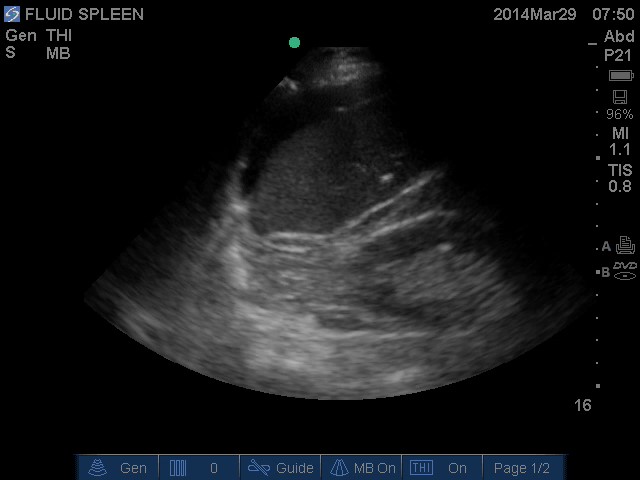 FLUID SPLEEN 2014Mar29 07:50
Gen THI
S MB
Abd
P21
96%
MI
1.1
TIS
0.8
A
B DVD
16
Gen 0 Guide MB On THI On Page 1/2